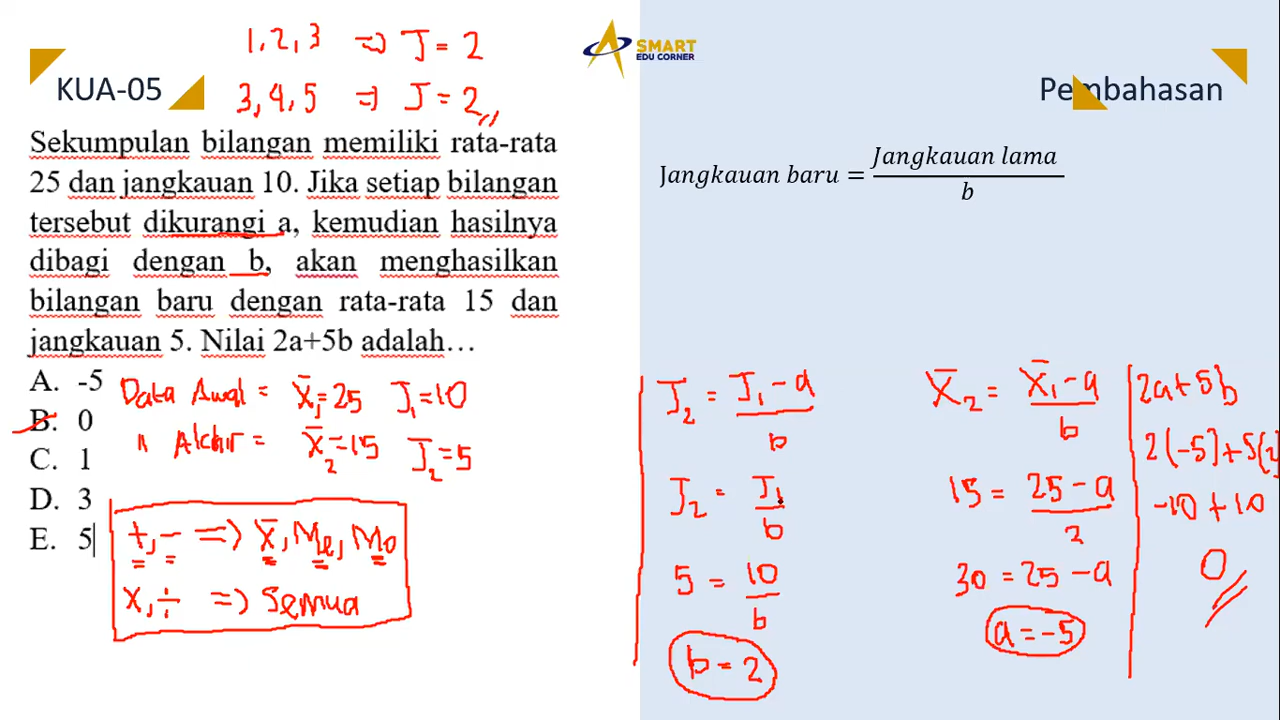 1, 2, 3 => J = 2
3, 4, 5 => J = 2,,
KUA-05
SMART
EDU CORNER
Pembahasan
Sekumpulan bilangan memiliki rata-rata
25 dan jangkauan 10. Jika setiap bilangan
tersebut dikurangi a, kemudian hasilnya
dibagi dengan b, akan menghasilkan
bilangan baru dengan rata-rata 15 dan
jangkauan 5. Nilai 2a+5b adalah…
A. -5
B. 0
C. 1
D. 3
E. 5
Data Awal = x̄₁=25 J₁=10
" Akhir = x̄₂=15 J₂=5
+, - => x̄, Me, Mo
x, ÷ => Semua
Jangkauan baru = Jangkauan lama / b
J₂ = J₁ - a / b
J₂ = J₁ / b
5 = 10 / b
b = 2
x̄₂ = x̄₁ - a / b
15 = 25 - a / 2
30 = 25 - a
a = -5
2a + 5b
2(-5) + 5(2
-10 + 10
0